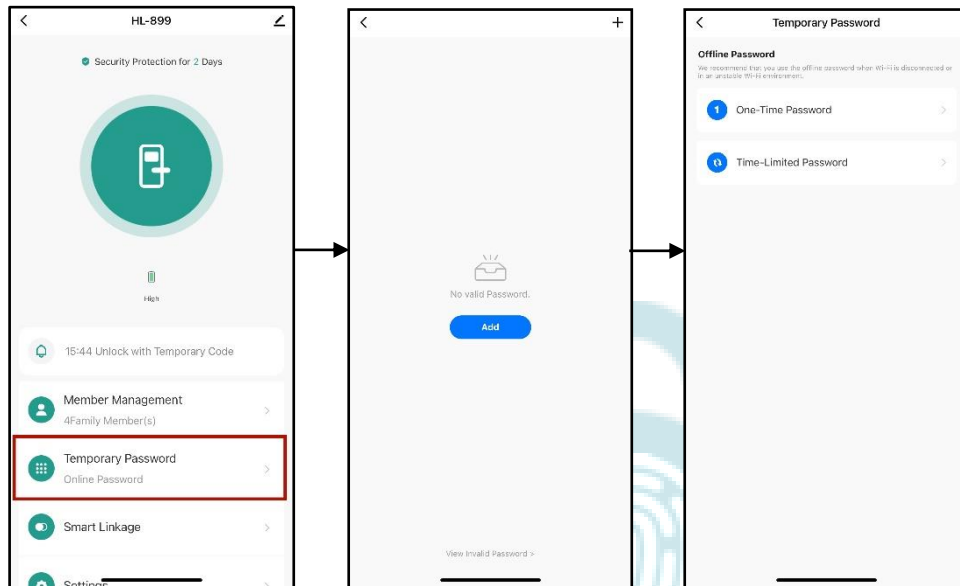 HL-899
Security Protection for 2 Days
High
15:44 Unlock with Temporary Code
Member Management
4Family Member(s)
Temporary Password
Online Password
Smart Linkage
Settings
No valid Password.
Add
View Invalid Password >
Temporary Password
Offline Password
We recommend that you use the offline password when Wi-Fi is disconnected or
in an unstable Wi-Fi environment.
1 One-Time Password
Time-Limited Password